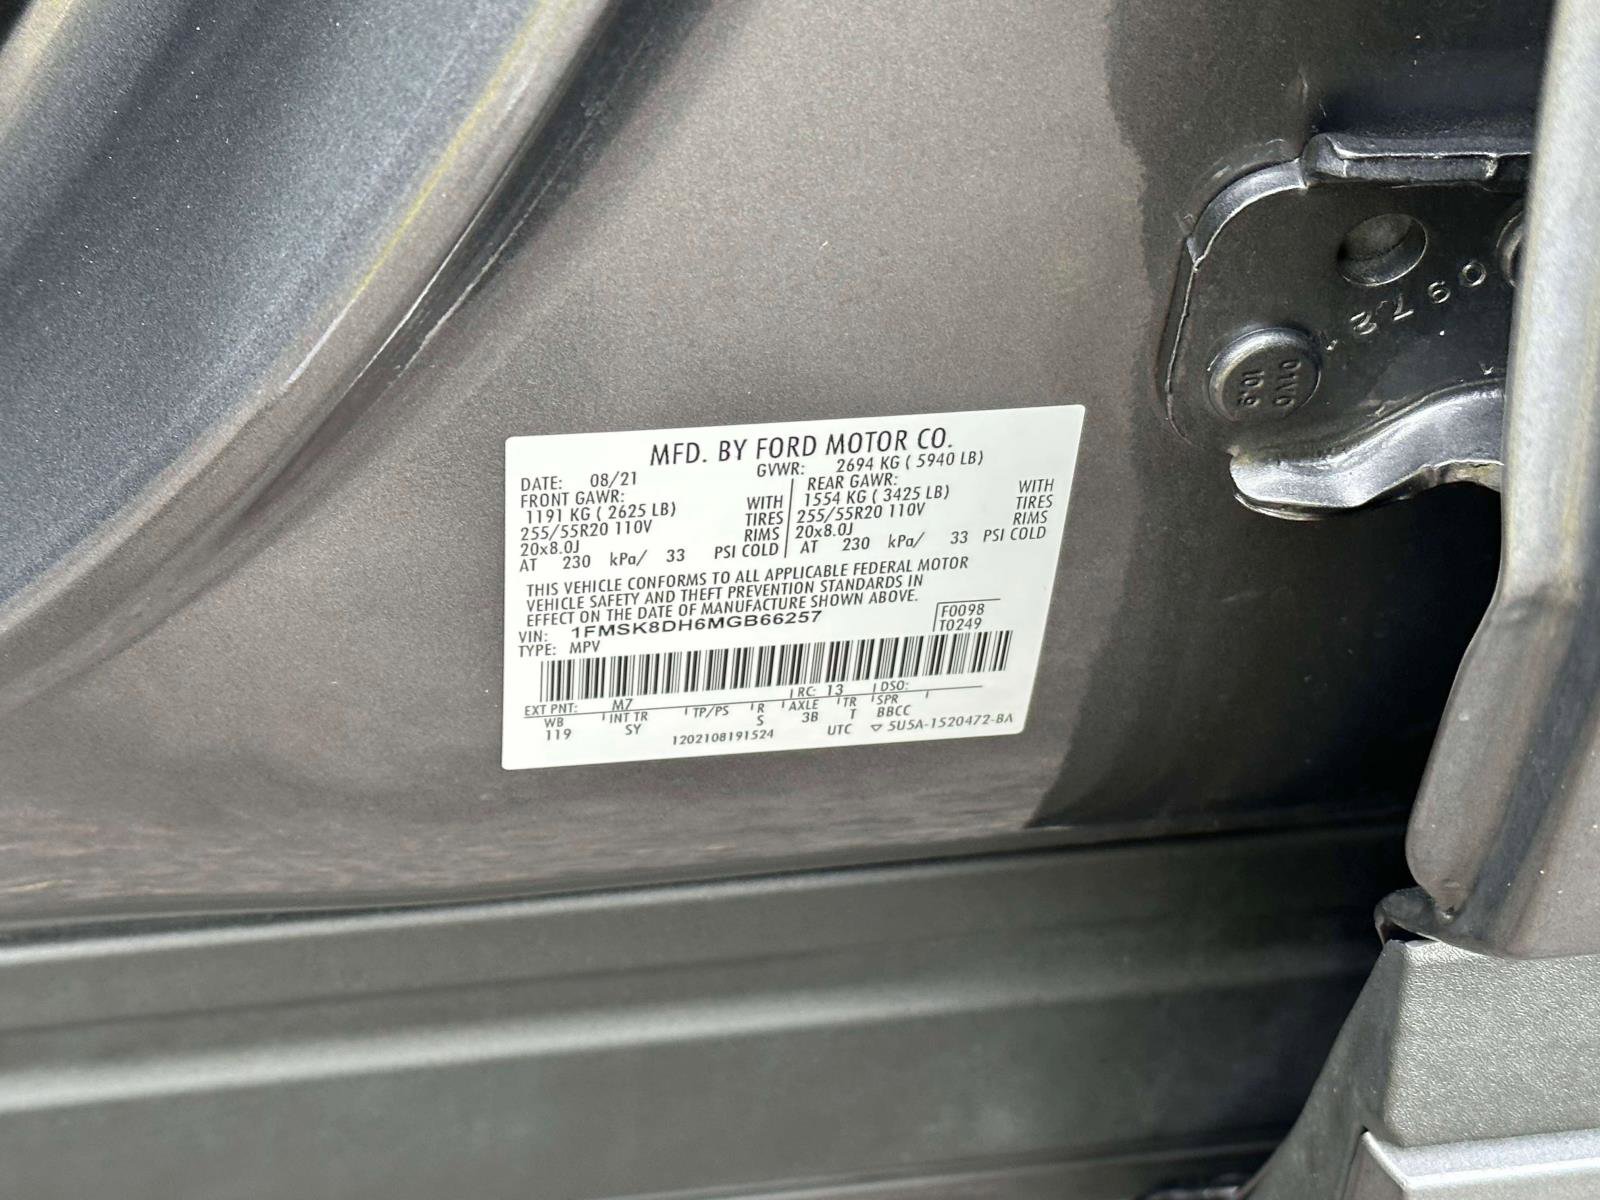 MFD. BY FORD MOTOR CO.
DATE: 08/21 GVWR: 2694 KG ( 5940 LB)
FRONT GAWR: REAR GAWR:
1191 KG ( 2625 LB) WITH 1554 KG ( 3425 LB) WITH
255/55R20 110V TIRES 255/55R20 110V TIRES
20x8.0J RIMS 20x8.0J RIMS
AT 230 kPa/ 33 PSI COLD AT 230 kPa/ 33 PSI COLD
THIS VEHICLE CONFORMS TO ALL APPLICABLE FEDERAL MOTOR
VEHICLE SAFETY AND THEFT PREVENTION STANDARDS IN
EFFECT ON THE DATE OF MANUFACTURE SHOWN ABOVE.
VIN: 1FMSK8DH6MGB66257 F0098
TYPE: MPV T0249
EXT PNT: M7 RC: 13 DSO:
WB INT TR TP/PS R AXLE TR SPR
119 SY S 3B T BBCC
1202108191524 UTC ▽ 5U5A-1520472-BA
0972
01V0
10.9